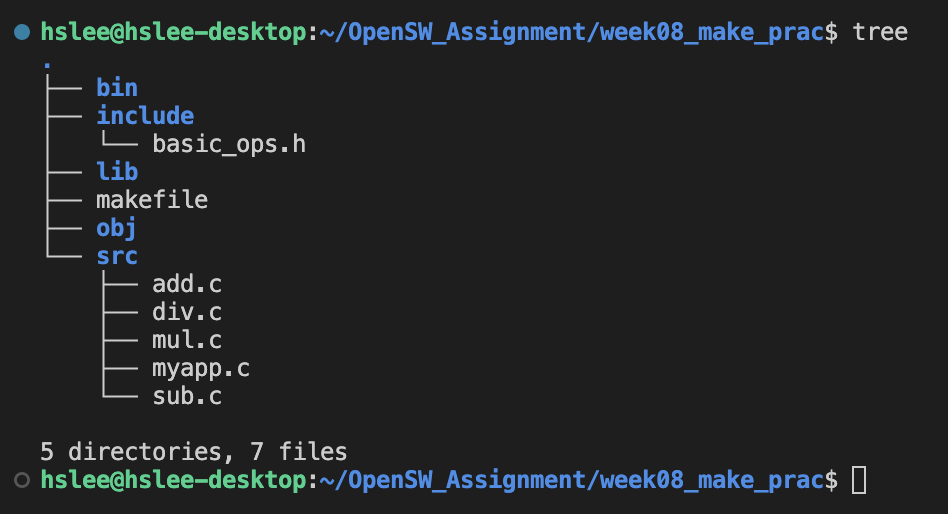 hslee@hslee-desktop:~/OpenSW_Assignment/week08_make_prac$ tree
.
├── bin
├── include
│   └── basic_ops.h
├── lib
├── makefile
├── obj
└── src
    ├── add.c
    ├── div.c
    ├── mul.c
    ├── myapp.c
    └── sub.c
5 directories, 7 files
hslee@hslee-desktop:~/OpenSW_Assignment/week08_make_prac$